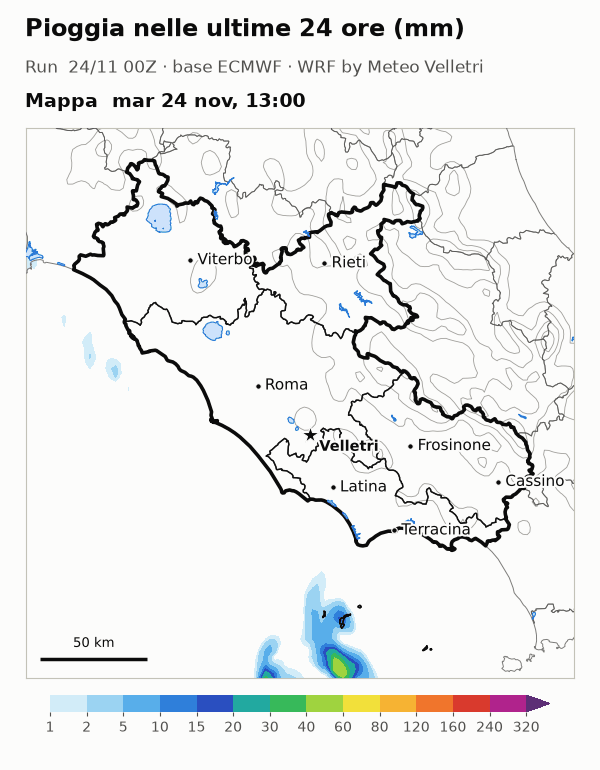 Pioggia nelle ultime 24 ore (mm)
Run 24/11 00Z · base ECMWF · WRF by Meteo Velletri
Mappa mar 24 nov, 13:00
Viterbo
Rieti
Roma
Velletri
Frosinone
Cassino
Latina
Terracina
50 km
1 2 5 10 15 20 30 40 60 80 120 160 240 320